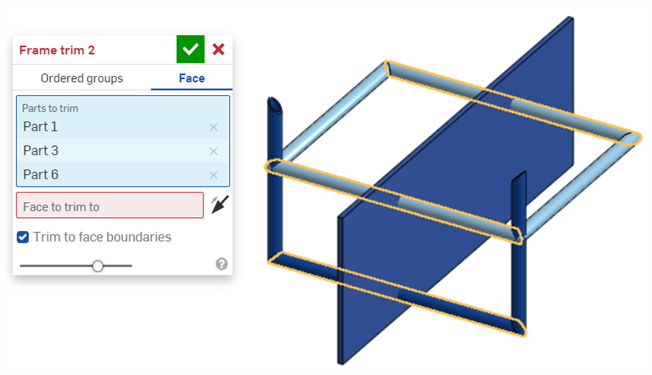 Frame trim 2
Ordered groups
Face
Parts to trim
Part 1
Part 3
Part 6
Face to trim to
Trim to face boundaries
?